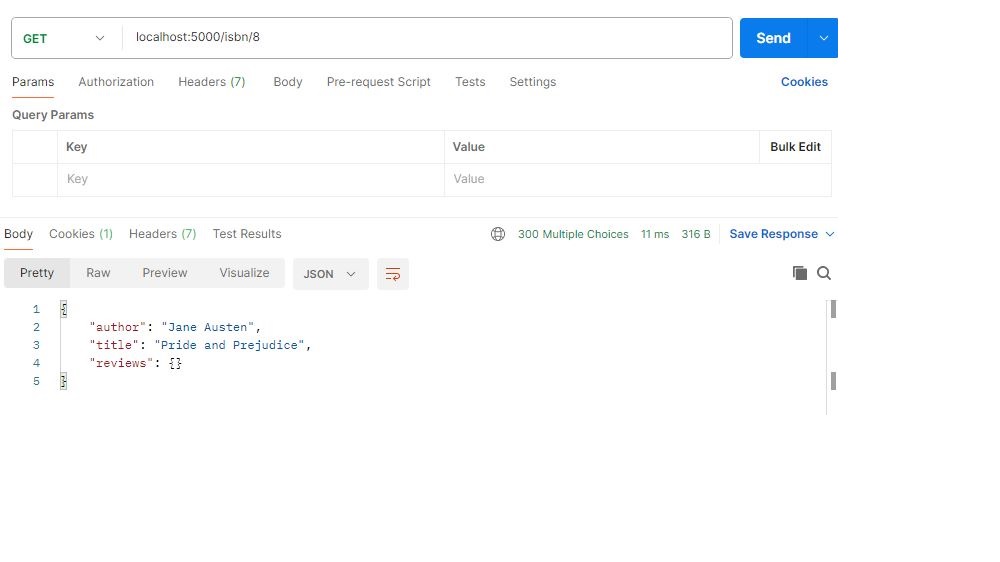 GET localhost:5000/isbn/8 Send
Params Authorization Headers (7) Body Pre-request Script Tests Settings Cookies
Query Params
Key Value Bulk Edit
Key Value
Body Cookies (1) Headers (7) Test Results 300 Multiple Choices 11 ms 316 B Save Response
Pretty Raw Preview Visualize JSON
1 {
2 "author": "Jane Austen",
3 "title": "Pride and Prejudice",
4 "reviews": {}
5 }